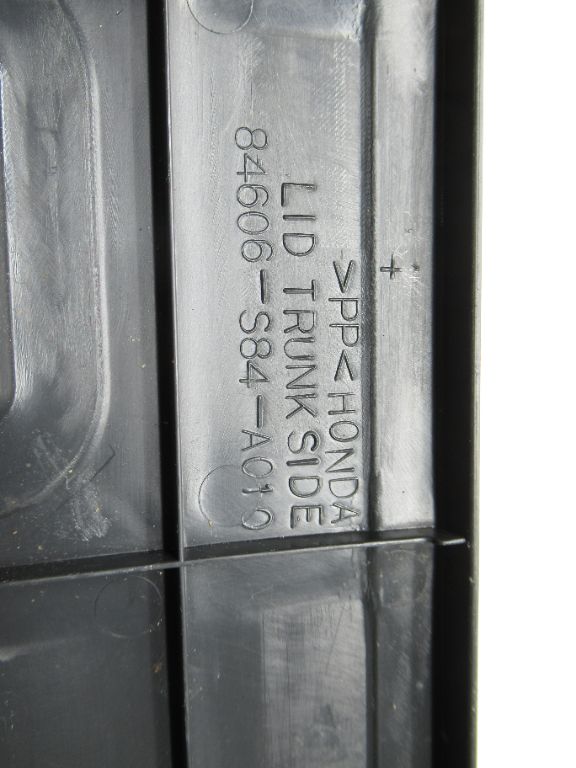 >PP< HONDA
LID TRUNK SIDE
84606-S84-A010